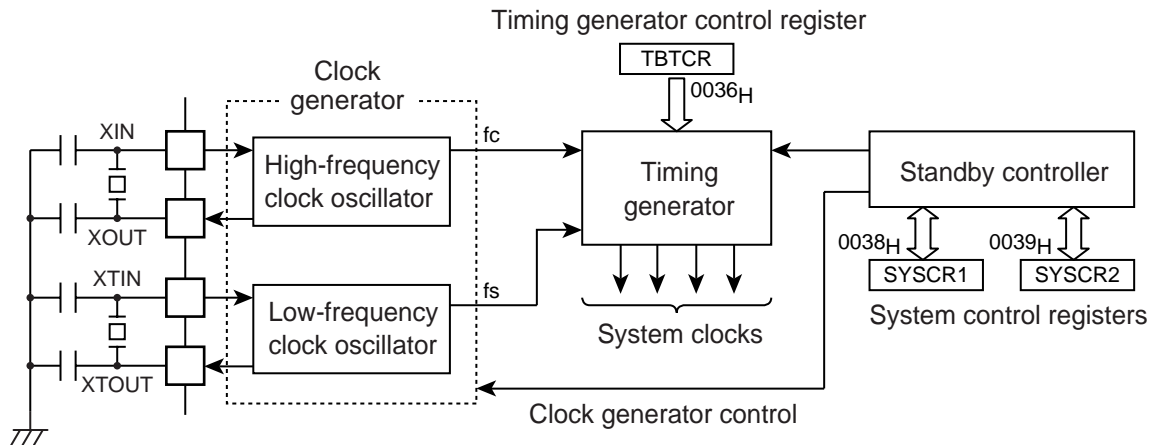 Timing generator control register
TBTCR
0036H
Clock
generator
XIN
High-frequency
clock oscillator
fc
XOUT
Timing
generator
Standby controller
0038H
0039H
SYSCR1
SYSCR2
System control registers
XTIN
Low-frequency
clock oscillator
fs
XTOUT
System clocks
Clock generator control